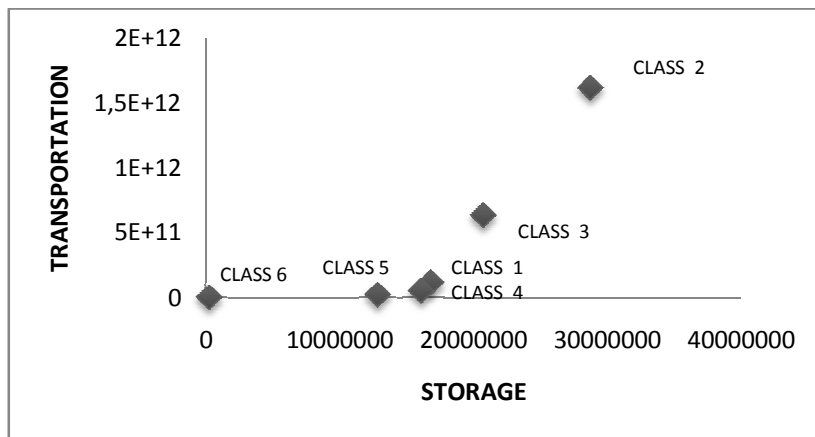 TRANSPORTATION
2E+12
1,5E+12
1E+12
5E+11
0
CLASS 2
CLASS 3
CLASS 6
CLASS 5
CLASS 1
CLASS 4
0 10000000 20000000 30000000 40000000
STORAGE